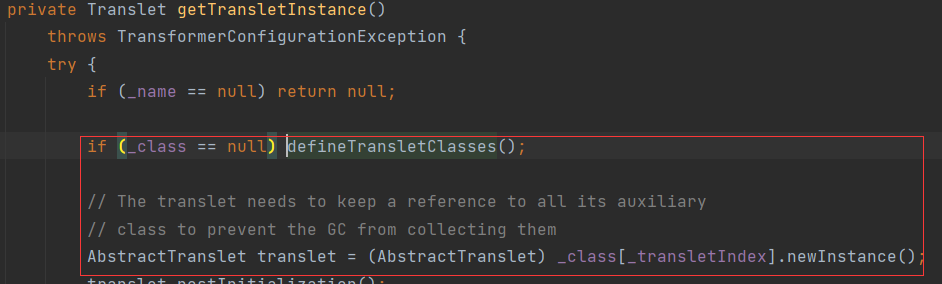 private Translet getTransletInstance()
throws TransformerConfigurationException {
try {
if (_name == null) return null;
if (_class == null) defineTransletClasses();
// The translet needs to keep a reference to all its auxiliary
// class to prevent the GC from collecting them
AbstractTranslet translet = (AbstractTranslet) _class[_transletIndex].newInstance();
translet.postInitialization();